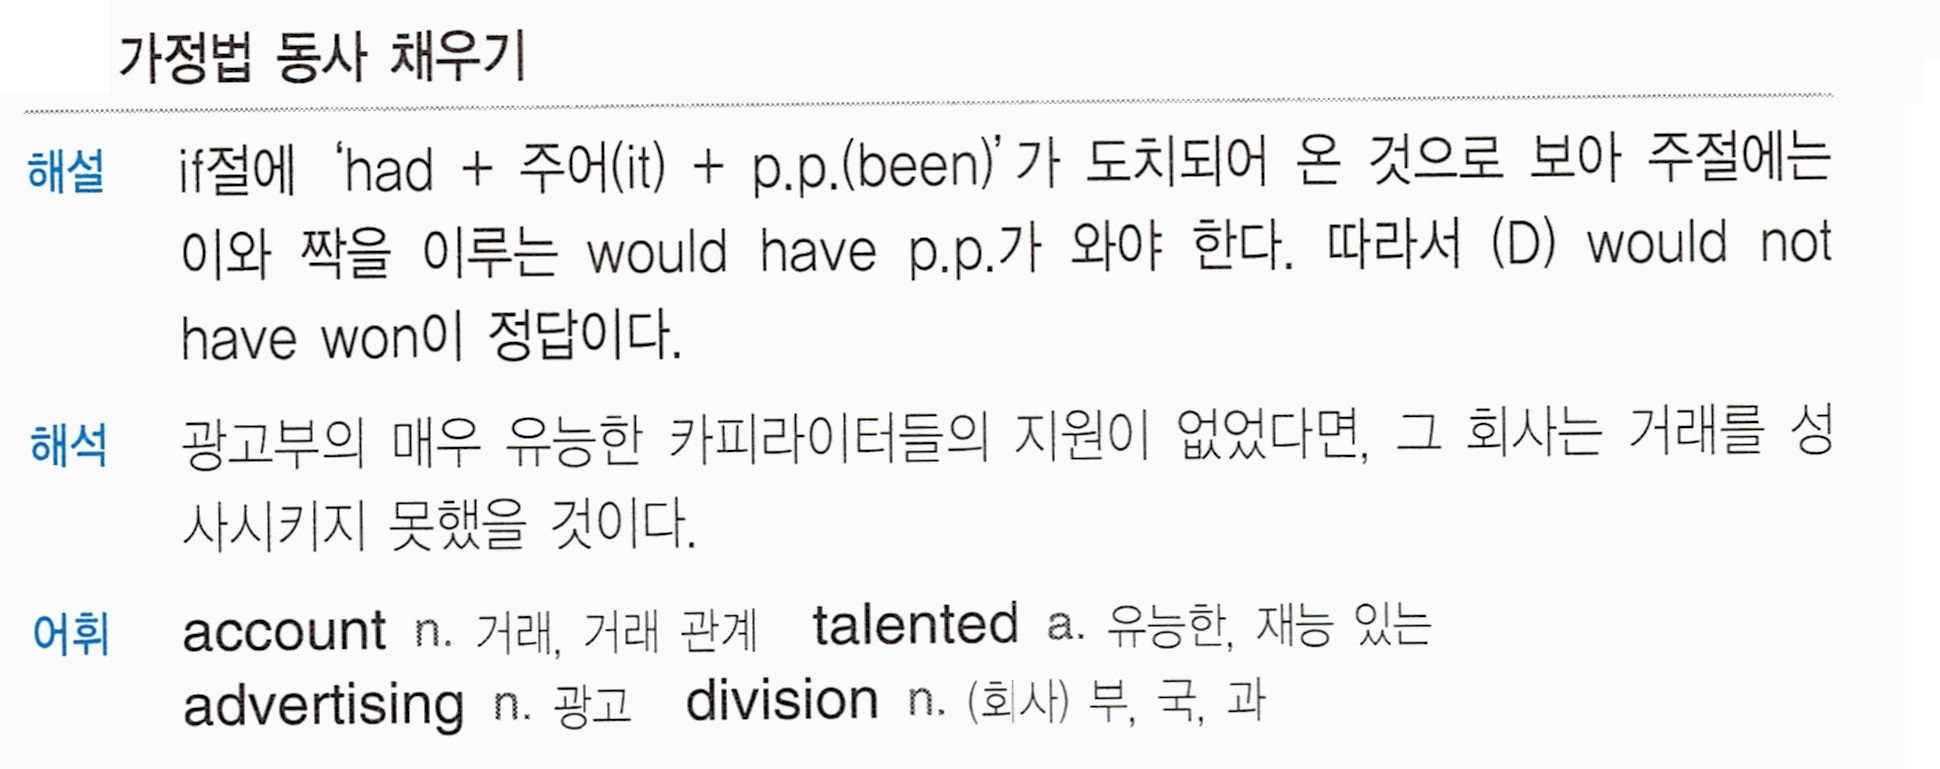 가정법 동사 채우기
해설 if절에 ‘had + 주어(it) + p.p.(been)’가 도치되어 온 것으로 보아 주절에는
이와 짝을 이루는 would have p.p.가 와야 한다. 따라서 (D) would not
have won이 정답이다.
해석 광고부의 매우 유능한 카피라이터들의 지원이 없었다면, 그 회사는 거래를 성
사시키지 못했을 것이다.
어휘 account n. 거래, 거래 관계 talented a. 유능한, 재능 있는
advertising n. 광고 division n. (회사) 부, 국, 과